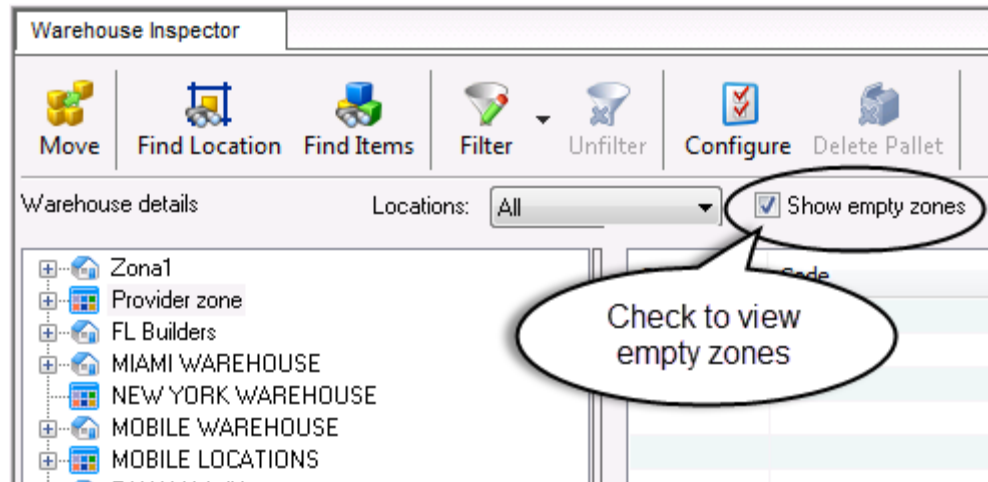 Warehouse Inspector
Move Find Location Find Items Filter Unfilter Configure Delete Pallet
Warehouse details Locations: All Show empty zones
Zona1
Provider zone
FL Builders
MIAMI WAREHOUSE
NEW YORK WAREHOUSE
MOBILE WAREHOUSE
MOBILE LOCATIONS
Code
Check to view
empty zones